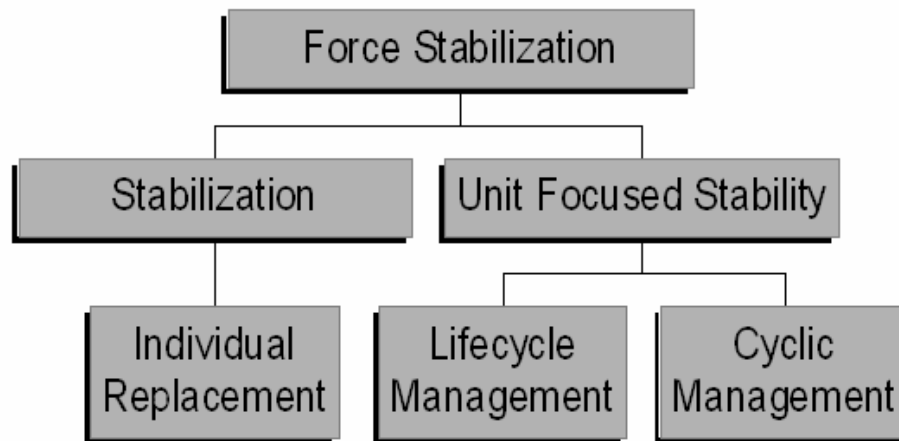 Force Stabilization
Stabilization
Unit Focused Stability
Individual
Replacement
Lifecycle
Management
Cyclic
Management